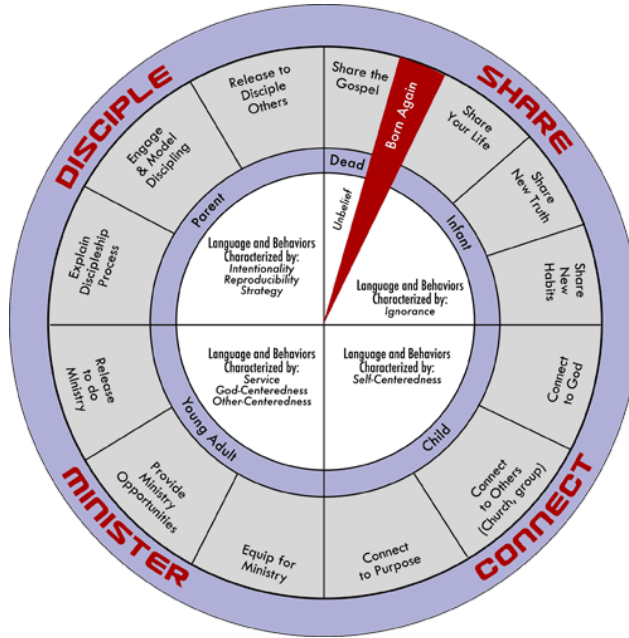 SHARE
Share the
Gospel
Born Again
Share
Your Life
Share
New Truth
Share
New
Habits
Dead
Unbelief
Infant
Language and Behaviors
Characterized by:
Ignorance
CONNECT
Connect
to God
Connect
to Others
(Church, group)
Connect
to Purpose
Child
Language and Behaviors
Characterized by:
Self-Centeredness
MINISTER
Equip for
Ministry
Provide
Ministry
Opportunities
Release
to do
Ministry
Young Adult
Language and Behaviors
Characterized by:
Service
God-Centeredness
Other-Centeredness
DISCIPLE
Explain
Discipleship
Process
Engage
& Model
Discipling
Release to
Disciple
Others
Parent
Language and Behaviors
Characterized by:
Intentionality
Reproducibility
Strategy